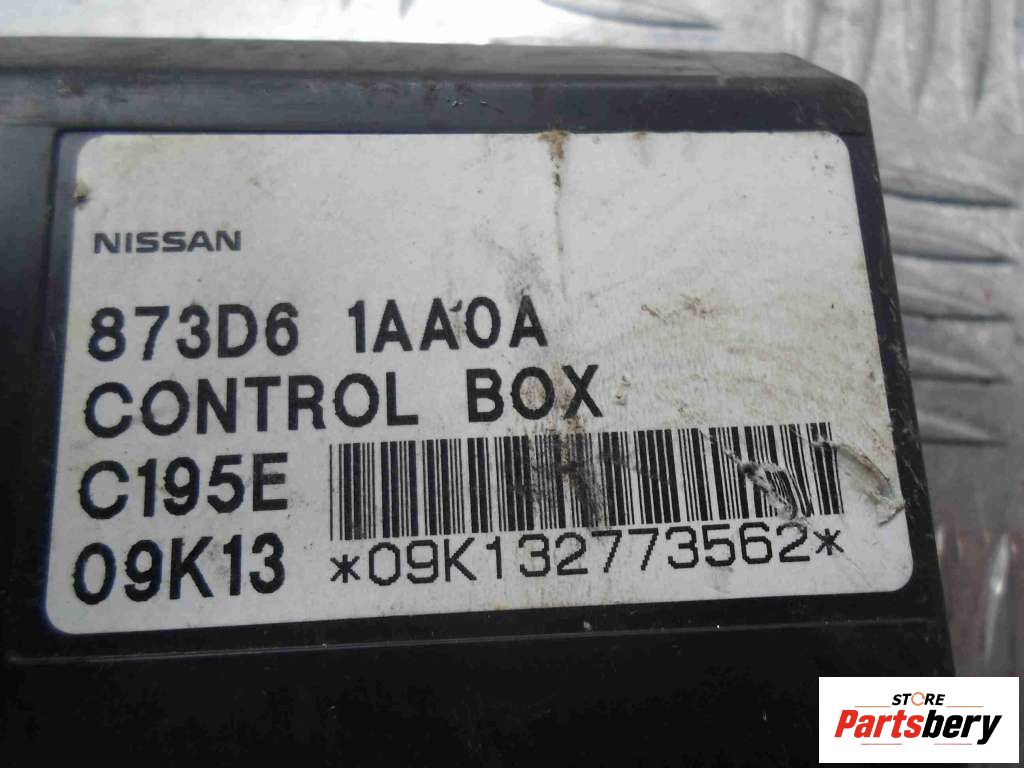 NISSAN
873D6 1AA0A
CONTROL BOX
C195E
09K13 *09K132773562*
STORE
Partsbery